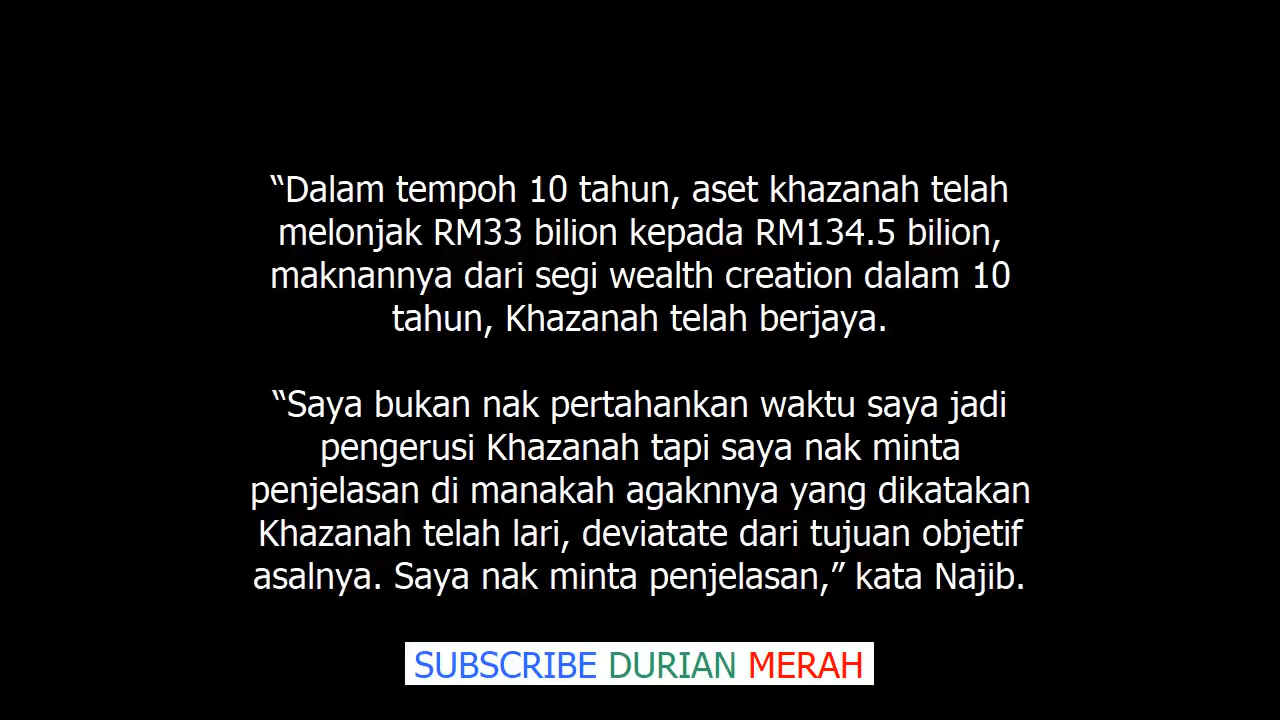 “Dalam tempoh 10 tahun, aset khazanah telah
melonjak RM33 bilion kepada RM134.5 bilion,
maknannya dari segi wealth creation dalam 10
tahun, Khazanah telah berjaya.
“Saya bukan nak pertahankan waktu saya jadi
pengerusi Khazanah tapi saya nak minta
penjelasan di manakah agaknnya yang dikatakan
Khazanah telah lari, deviatate dari tujuan objetif
asalnya. Saya nak minta penjelasan,” kata Najib.
SUBSCRIBE DURIAN MERAH